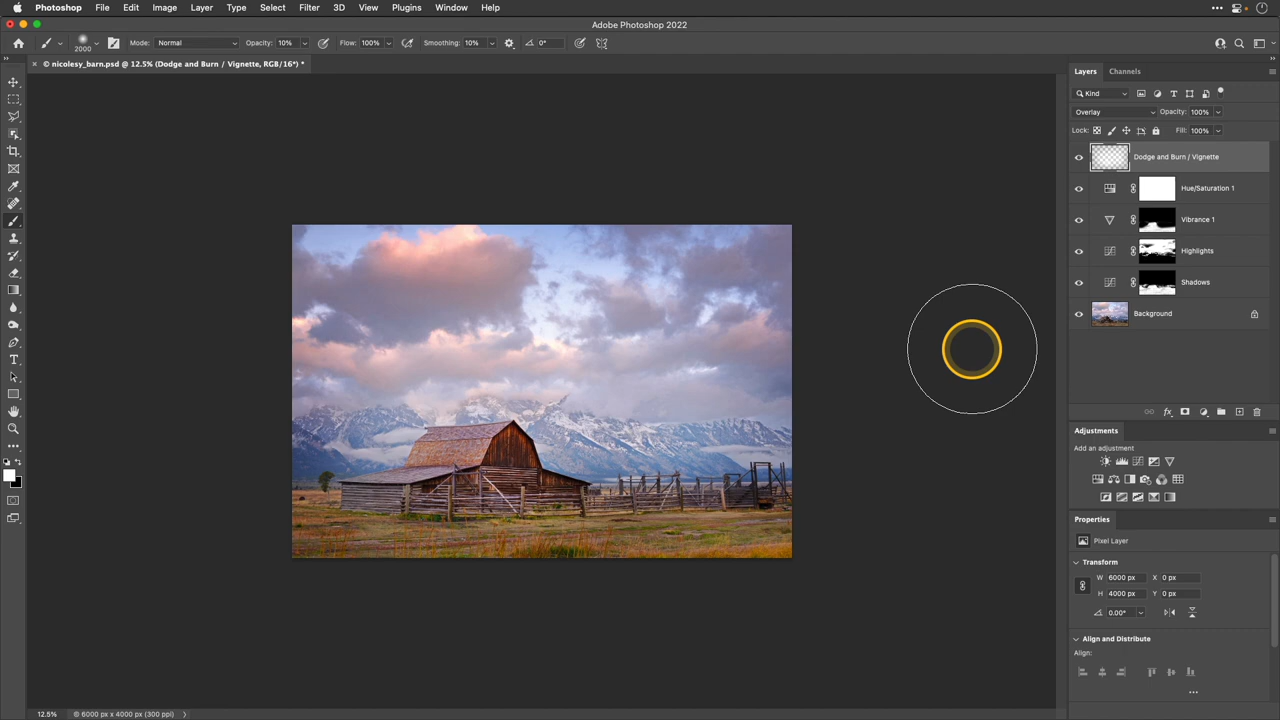 Photoshop File Edit Image Layer Type Select Filter 3D View Plugins Window Help
Adobe Photoshop 2022
2000 Mode: Normal Opacity: 10% Flow: 100% Smoothing: 10% 0°
© nicolesy_barn.psd @ 12.5% (Dodge and Burn / Vignette, RGB/16*) *
Layers Channels
Kind
Overlay Opacity: 100%
Lock: Fill: 100%
Dodge and Burn / Vignette
Hue/Saturation 1
Vibrance 1
Highlights
Shadows
Background
Adjustments
Add an adjustment
Properties
Pixel Layer
Transform
W 6000 px X 0 px
H 4000 px Y 0 px
0.00°
Align and Distribute
Align:
12.5% © 6000 px x 4000 px (300 ppi)